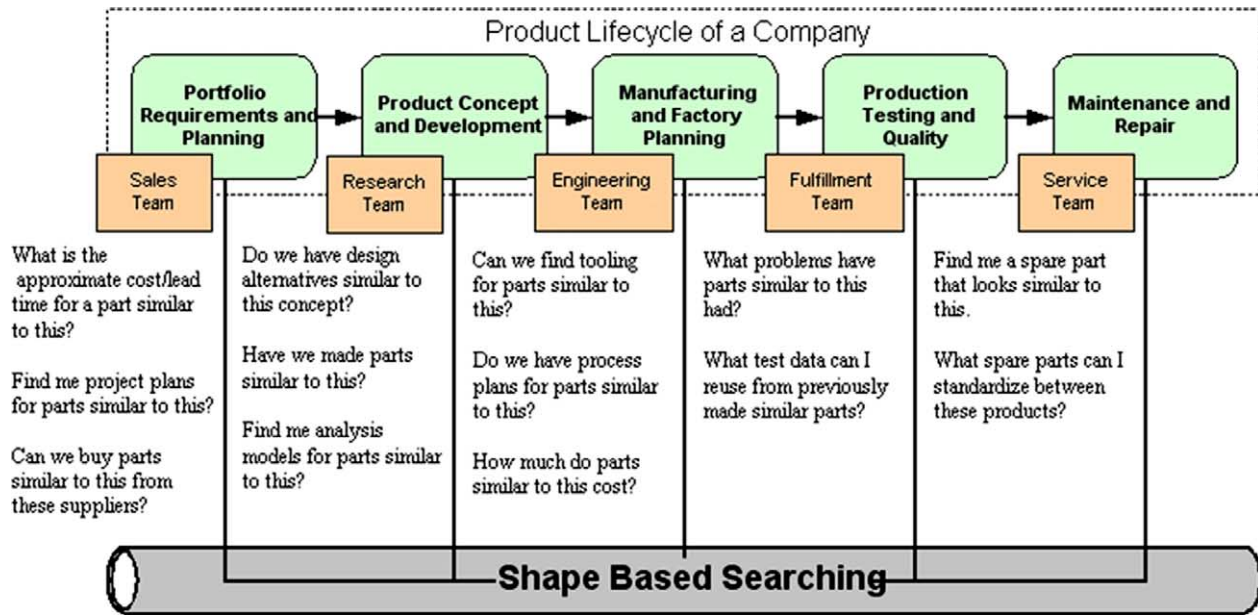 Product Lifecycle of a Company
Portfolio
Requirements and
Planning
Product Concept
and Development
Manufacturing
and Factory
Planning
Production
Testing and
Quality
Maintenance and
Repair
Sales
Team
Research
Team
Engineering
Team
Fulfillment
Team
Service
Team
What is the
approximate cost/lead
time for a part similar
to this?
Find me project plans
for parts similar to this?
Can we buy parts
similar to this from
these suppliers?
Do we have design
alternatives similar to
this concept?
Have we made parts
similar to this?
Find me analysis
models for parts similar
to this?
Can we find tooling
for parts similar to
this?
Do we have process
plans for parts similar
to this?
How much do parts
similar to this cost?
What problems have
parts similar to this
had?
What test data can I
reuse from previously
made similar parts?
Find me a spare part
that looks similar to
this.
What spare parts can I
standardize between
these products?
Shape Based Searching